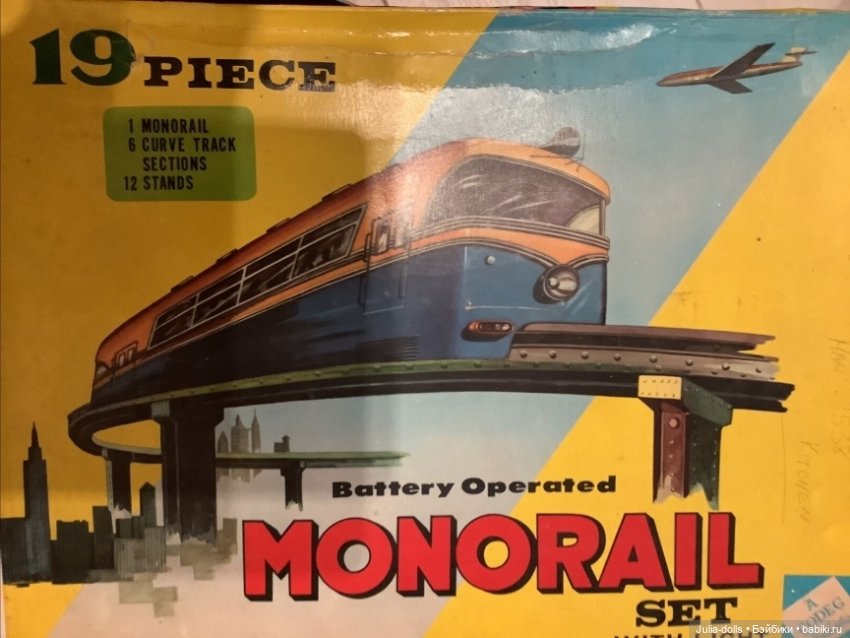 19 PIECE
1 MONORAIL
6 CURVE TRACK
SECTIONS
12 STANDS
Battery Operated
MONORAIL
SET
A
KITCHEN
Julia-dolls • Бэйбики • babiki.ru